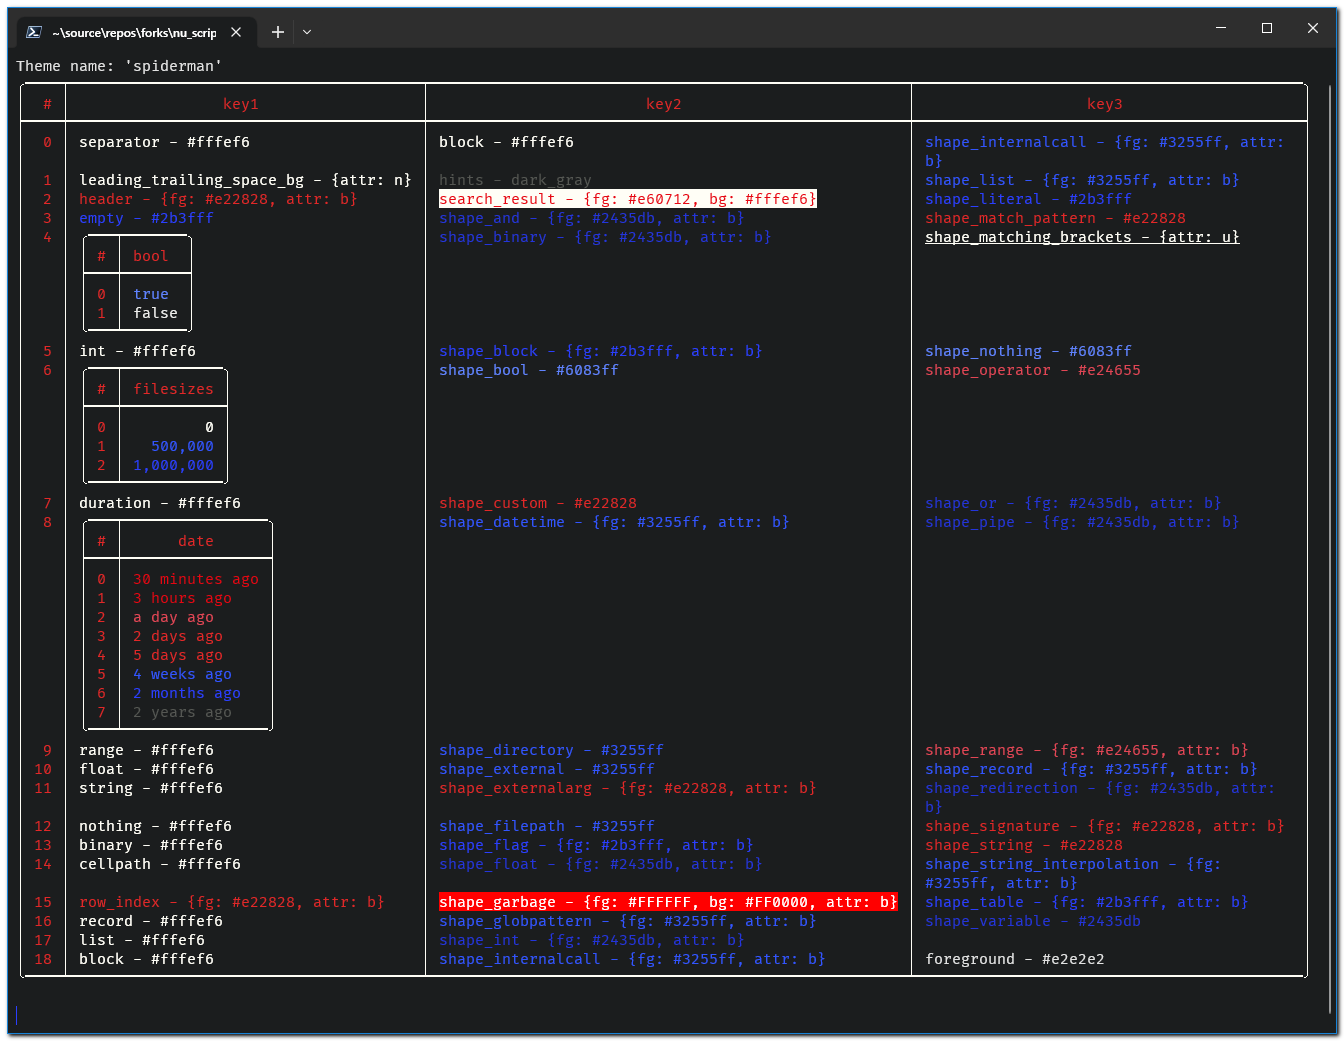 ~\source\repos\forks\nu_scrip
Theme name: 'spiderman'
# key1 key2 key3
0 separator - #fffef6 block - #fffef6 shape_internalcall - {fg: #3255ff, attr:
b}
1 leading_trailing_space_bg - {attr: n} hints - dark_gray shape_list - {fg: #3255ff, attr: b}
2 header - {fg: #e22828, attr: b} search_result - {fg: #e60712, bg: #fffef6} shape_literal - #2b3fff
3 empty - #2b3fff shape_and - {fg: #2435db, attr: b} shape_match_pattern - #e22828
4 shape_binary - {fg: #2435db, attr: b} shape_matching_brackets - {attr: u}
# bool
0 true
1 false
5 int - #fffef6 shape_block - {fg: #2b3fff, attr: b} shape_nothing - #6083ff
6 shape_bool - #6083ff shape_operator - #e24655
# filesizes
0 0
1 500,000
2 1,000,000
7 duration - #fffef6 shape_custom - #e22828 shape_or - {fg: #2435db, attr: b}
8 shape_datetime - {fg: #3255ff, attr: b} shape_pipe - {fg: #2435db, attr: b}
# date
0 30 minutes ago
1 3 hours ago
2 a day ago
3 2 days ago
4 5 days ago
5 4 weeks ago
6 2 months ago
7 2 years ago
9 range - #fffef6 shape_directory - #3255ff shape_range - {fg: #e24655, attr: b}
10 float - #fffef6 shape_external - #3255ff shape_record - {fg: #3255ff, attr: b}
11 string - #fffef6 shape_externalarg - {fg: #e22828, attr: b} shape_redirection - {fg: #2435db, attr:
b}
12 nothing - #fffef6 shape_filepath - #3255ff shape_signature - {fg: #e22828, attr: b}
13 binary - #fffef6 shape_flag - {fg: #2b3fff, attr: b} shape_string - #e22828
14 cellpath - #fffef6 shape_float - {fg: #2435db, attr: b} shape_string_interpolation - {fg:
#3255ff, attr: b}
15 row_index - {fg: #e22828, attr: b} shape_garbage - {fg: #FFFFFF, bg: #FF0000, attr: b} shape_table - {fg: #2b3fff, attr: b}
16 record - #fffef6 shape_globpattern - {fg: #3255ff, attr: b} shape_variable - #2435db
17 list - #fffef6 shape_int - {fg: #2435db, attr: b}
18 block - #fffef6 shape_internalcall - {fg: #3255ff, attr: b} foreground - #e2e2e2